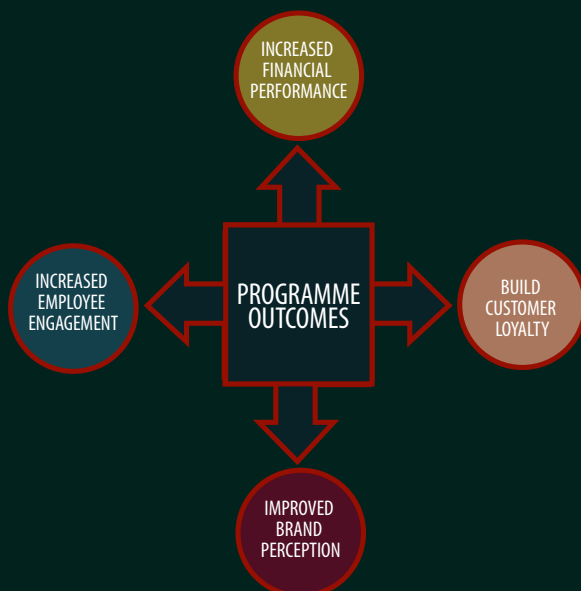 INCREASED
FINANCIAL
PERFORMANCE
INCREASED
EMPLOYEE
ENGAGEMENT
PROGRAMME
OUTCOMES
BUILD
CUSTOMER
LOYALTY
IMPROVED
BRAND
PERCEPTION